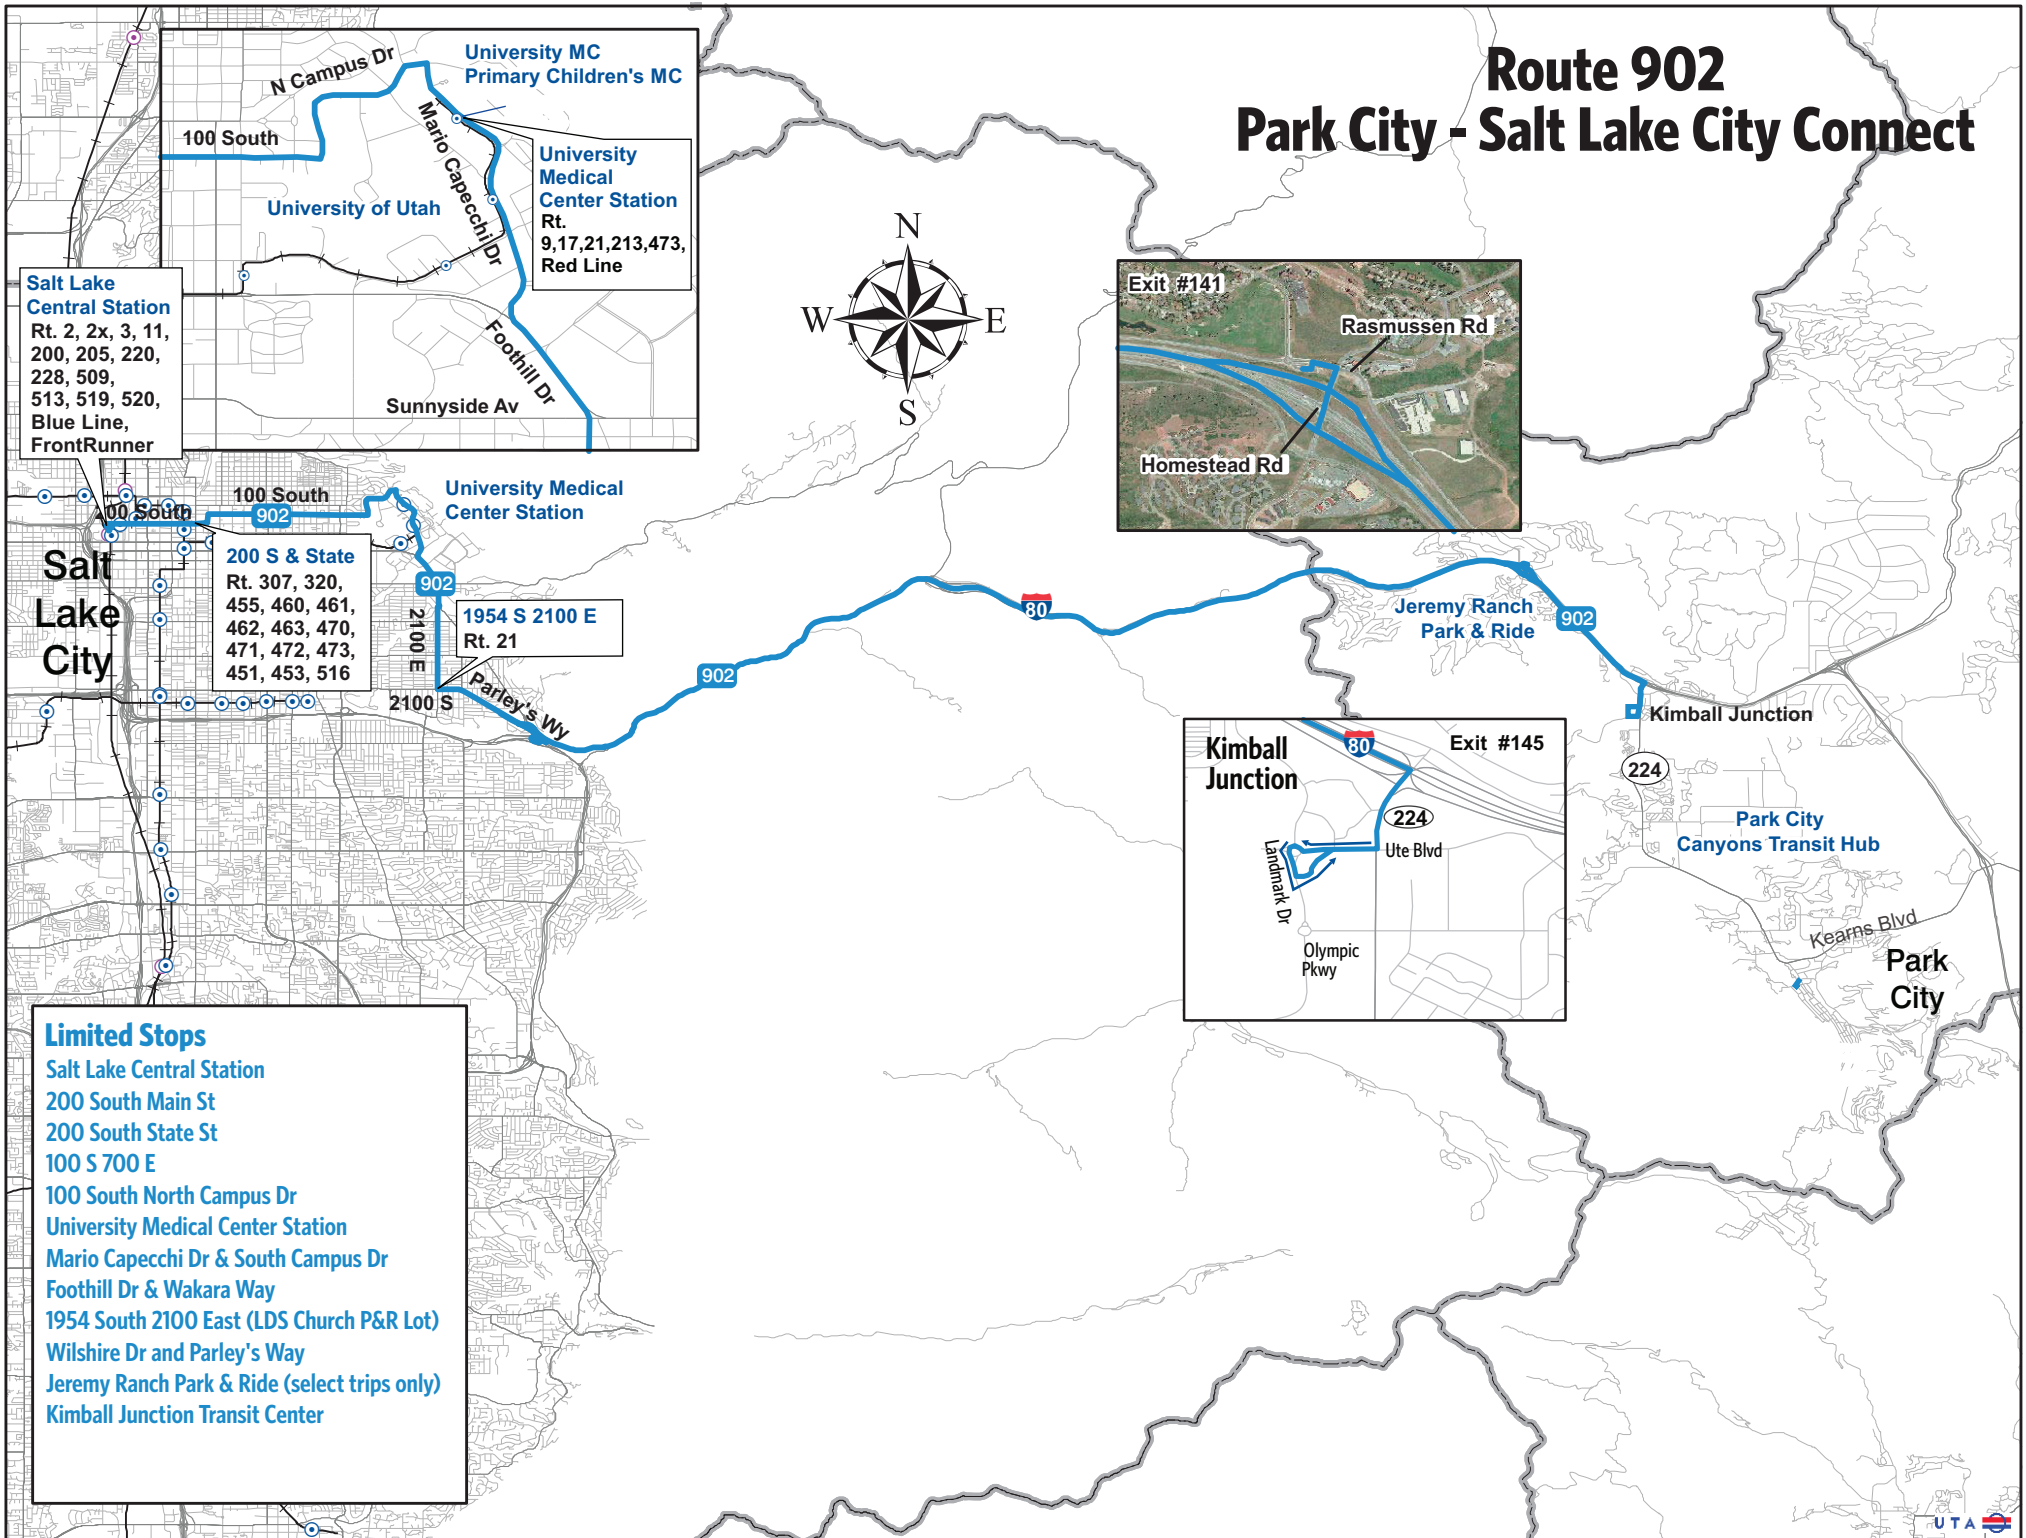 Route 902
Park City - Salt Lake City Connect
N Campus Dr
University MC
Primary Children's MC
100 South
Mario Capecchi Dr
University
Medical
Center Station
Rt.
9,17,21,213,473,
Red Line
University of Utah
Foothill Dr
Sunnyside Av
Salt Lake
Central Station
Rt. 2, 2x, 3, 11,
200, 205, 220,
228, 509,
513, 519, 520,
Blue Line,
FrontRunner
N
W
E
S
Exit #141
Rasmussen Rd
Homestead Rd
100 South
902
University Medical
Center Station
200 South
Salt
Lake
City
200 S & State
Rt. 307, 320,
455, 460, 461,
462, 463, 470,
471, 472, 473,
451, 453, 516
902
2100 E
1954 S 2100 E
Rt. 21
2100 S
Parley's Wy
902
80
Jeremy Ranch
Park & Ride
902
Kimball Junction
224
Kimball
Junction
80
Exit #145
224
Ute Blvd
Landmark Dr
Olympic
Pkwy
Park City
Canyons Transit Hub
Kearns Blvd
Park
City
Limited Stops
Salt Lake Central Station
200 South Main St
200 South State St
100 S 700 E
100 South North Campus Dr
University Medical Center Station
Mario Capecchi Dr & South Campus Dr
Foothill Dr & Wakara Way
1954 South 2100 East (LDS Church P&R Lot)
Wilshire Dr and Parley's Way
Jeremy Ranch Park & Ride (select trips only)
Kimball Junction Transit Center
UTA